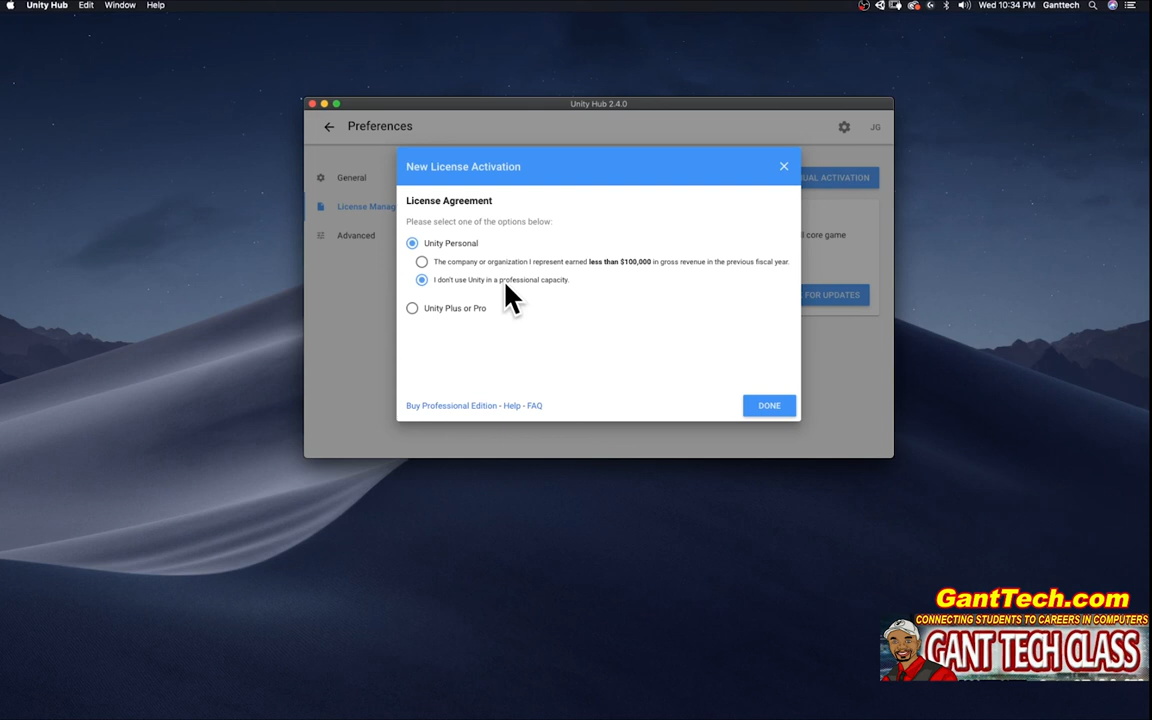 Unity Hub Edit Window Help
Wed 10:34 PM Ganttech
Unity Hub 2.4.0
Preferences
JG
General
License Manag
Advanced
UAL ACTIVATION
ll core game
FOR UPDATES
New License Activation
License Agreement
Please select one of the options below:
Unity Personal
The company or organization I represent earned less than $100,000 in gross revenue in the previous fiscal year.
I don't use Unity in a professional capacity.
Unity Plus or Pro
Buy Professional Edition - Help - FAQ
DONE
GantTech.com
CONNECTING STUDENTS TO CAREERS IN COMPUTERS
GANT TECH CLASS